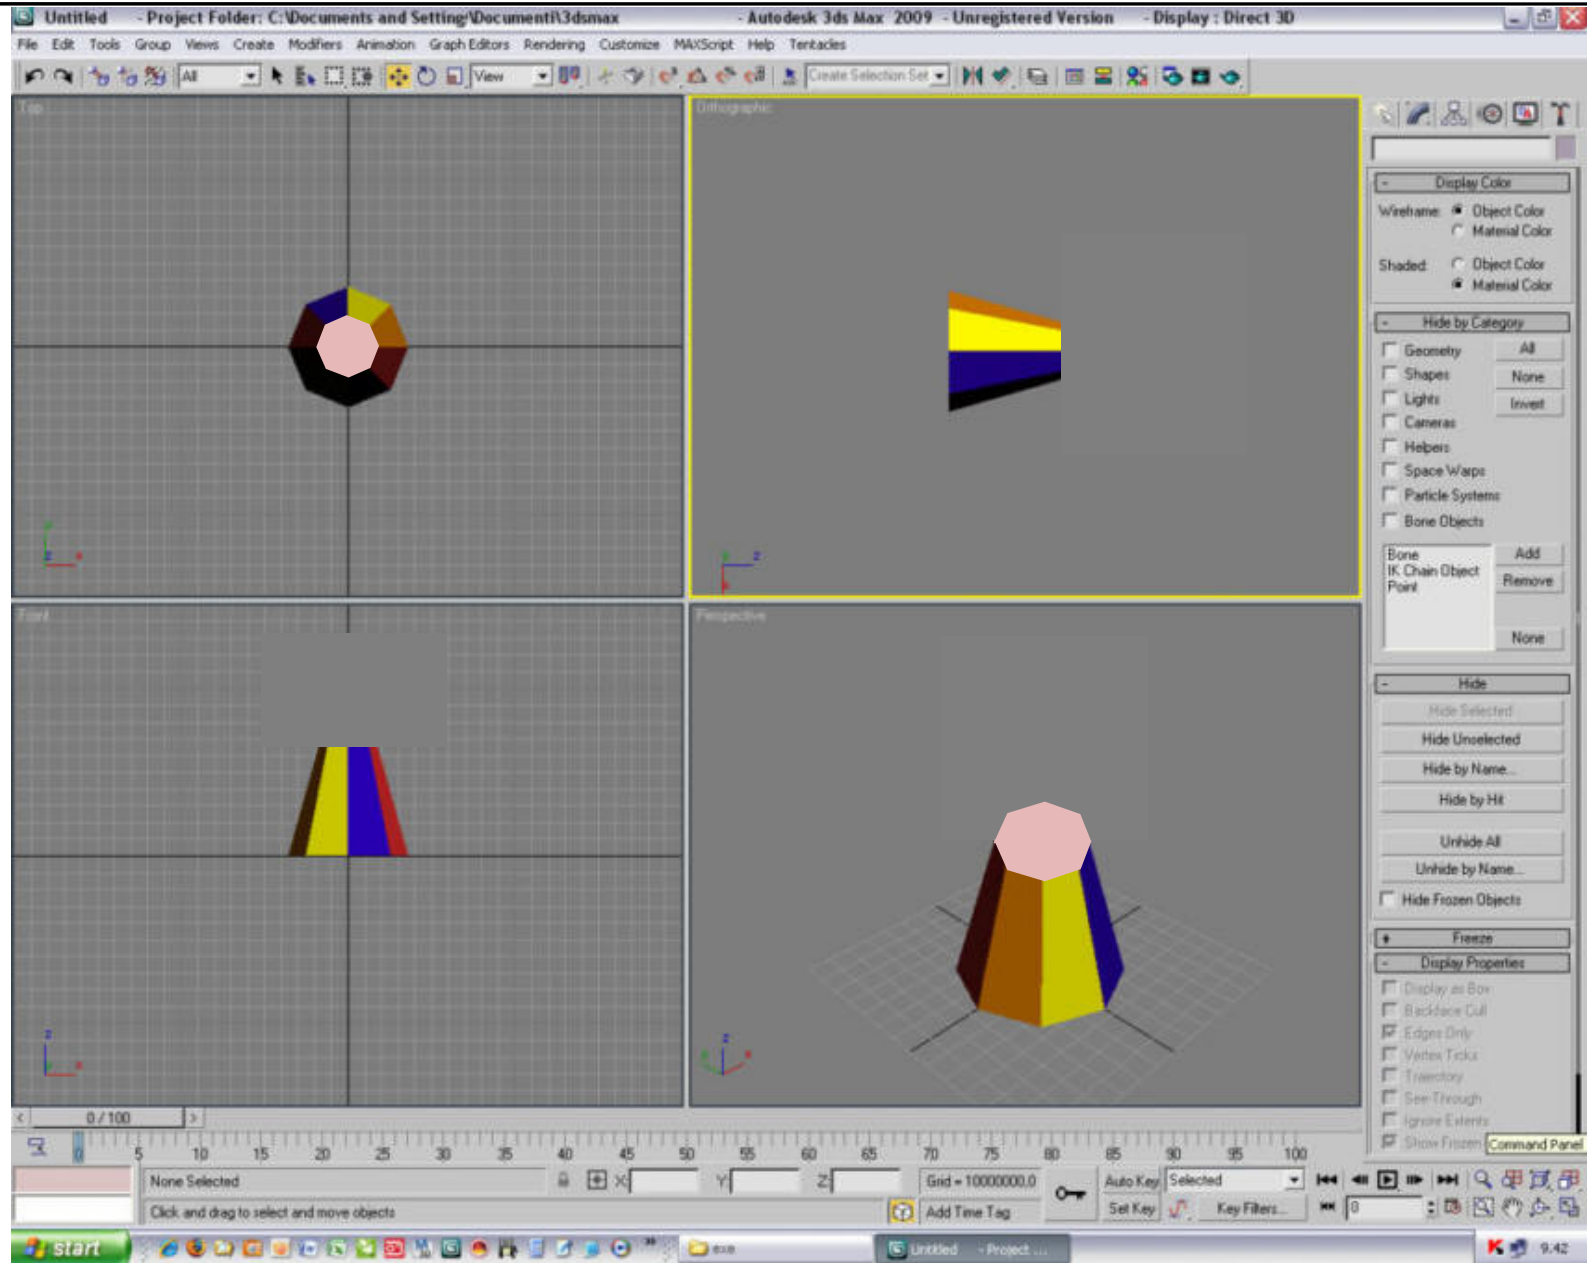 Untitled - Project Folder: C:\Documents and Setting\Documenti\3dsmax - Autodesk 3ds Max 2009 - Unregistered Version - Display : Direct 3D
File Edit Tools Group Views Create Modifiers Animation Graph Editors Rendering Customize MAXScript Help Tentacles
All View Create Selection Set
Top
Orthographic
Display Color
Wireframe: Object Color
Material Color
Shaded: Object Color
Material Color
Hide by Category
Geometry All
Shapes None
Lights Invert
Cameras
Helpers
Space Warps
Particle Systems
Bone Objects
Bone Add
IK Chain Object
Point Remove
None
Front
Perspective
Hide
Hide Selected
Hide Unselected
Hide by Name...
Hide by Hit
Unhide All
Unhide by Name...
Hide Frozen Objects
Freeze
Display Properties
Display as Box
Backface Cull
Edges Only
Vertex Ticks
Trajectory
See-Through
Ignore Extents
Show Frozen Command Panel
0 / 100
0 5 10 15 20 25 30 35 40 45 50 55 60 65 70 75 80 85 90 95 100
None Selected X: Y: Z: Grid = 10000000,0 Auto Key Selected
Click and drag to select and move objects Add Time Tag Set Key Key Filters... 0
start exe Untitled - Project ... 9.42